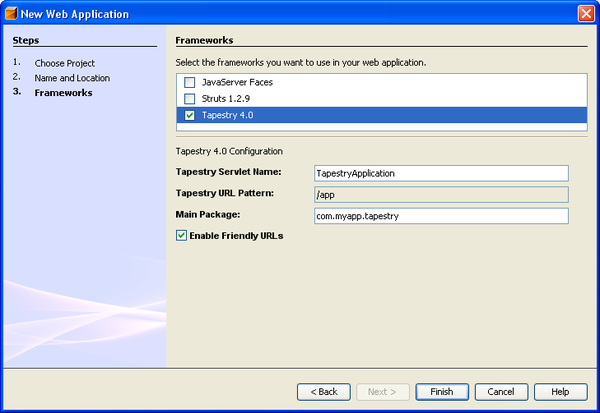 New Web Application
Steps
1. Choose Project
2. Name and Location
3. Frameworks
Frameworks
Select the frameworks you want to use in your web application.
JavaServer Faces
Struts 1.2.9
Tapestry 4.0
Tapestry 4.0 Configuration
Tapestry Servlet Name: TapestryApplication
Tapestry URL Pattern: /app
Main Package: com.myapp.tapestry
Enable Friendly URLs
< Back Next > Finish Cancel Help